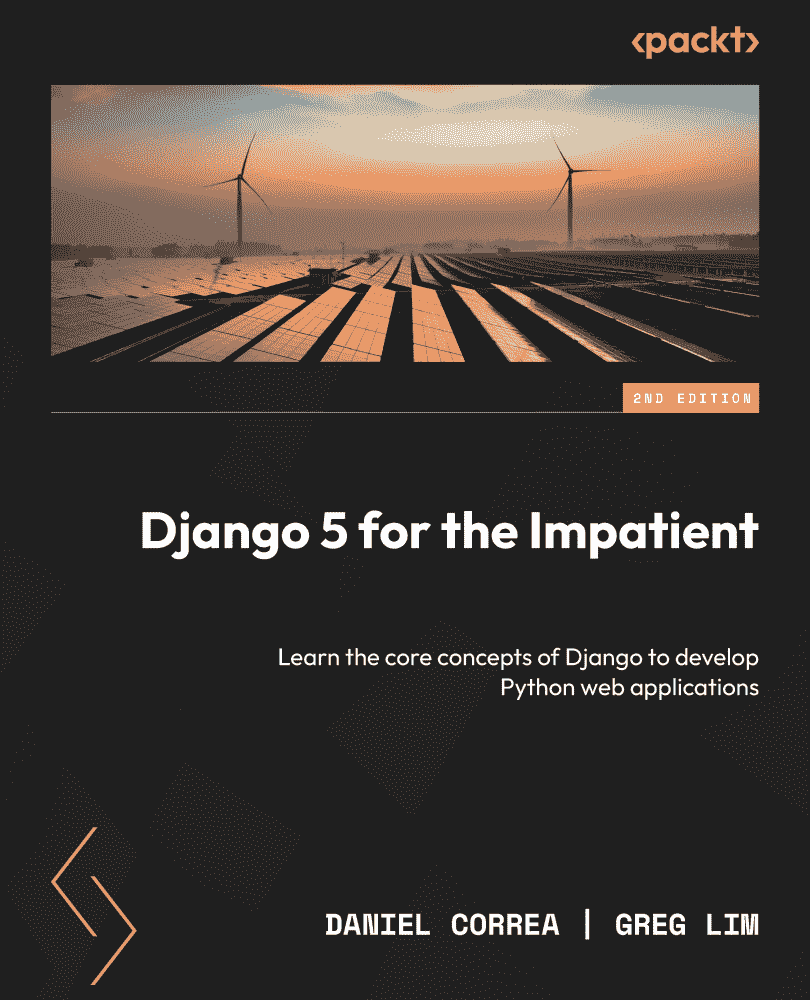 <packt>
2ND EDITION
Django 5 for the Impatient
Learn the core concepts of Django to develop
Python web applications
DANIEL CORREA | GREG LIM